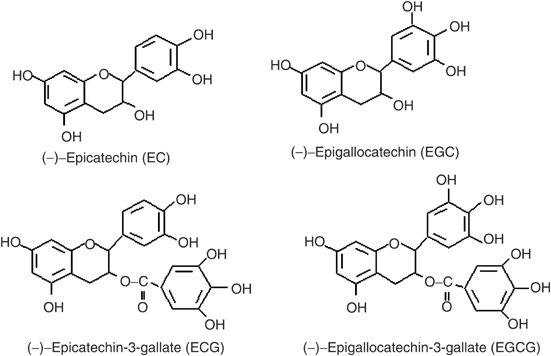 OH
OH
HO
O
OH
OH
(−)–Epicatechin (EC)
OH
OH
OH
HO
O
OH
OH
(−)–Epigallocatechin (EGC)
OH
OH
HO
O
OH
O–C
O
OH
OH
OH
(−)–Epicatechin-3-gallate (ECG)
OH
OH
OH
HO
O
OH
O–C
O
OH
OH
OH
(−)–Epigallocatechin-3-gallate (EGCG)